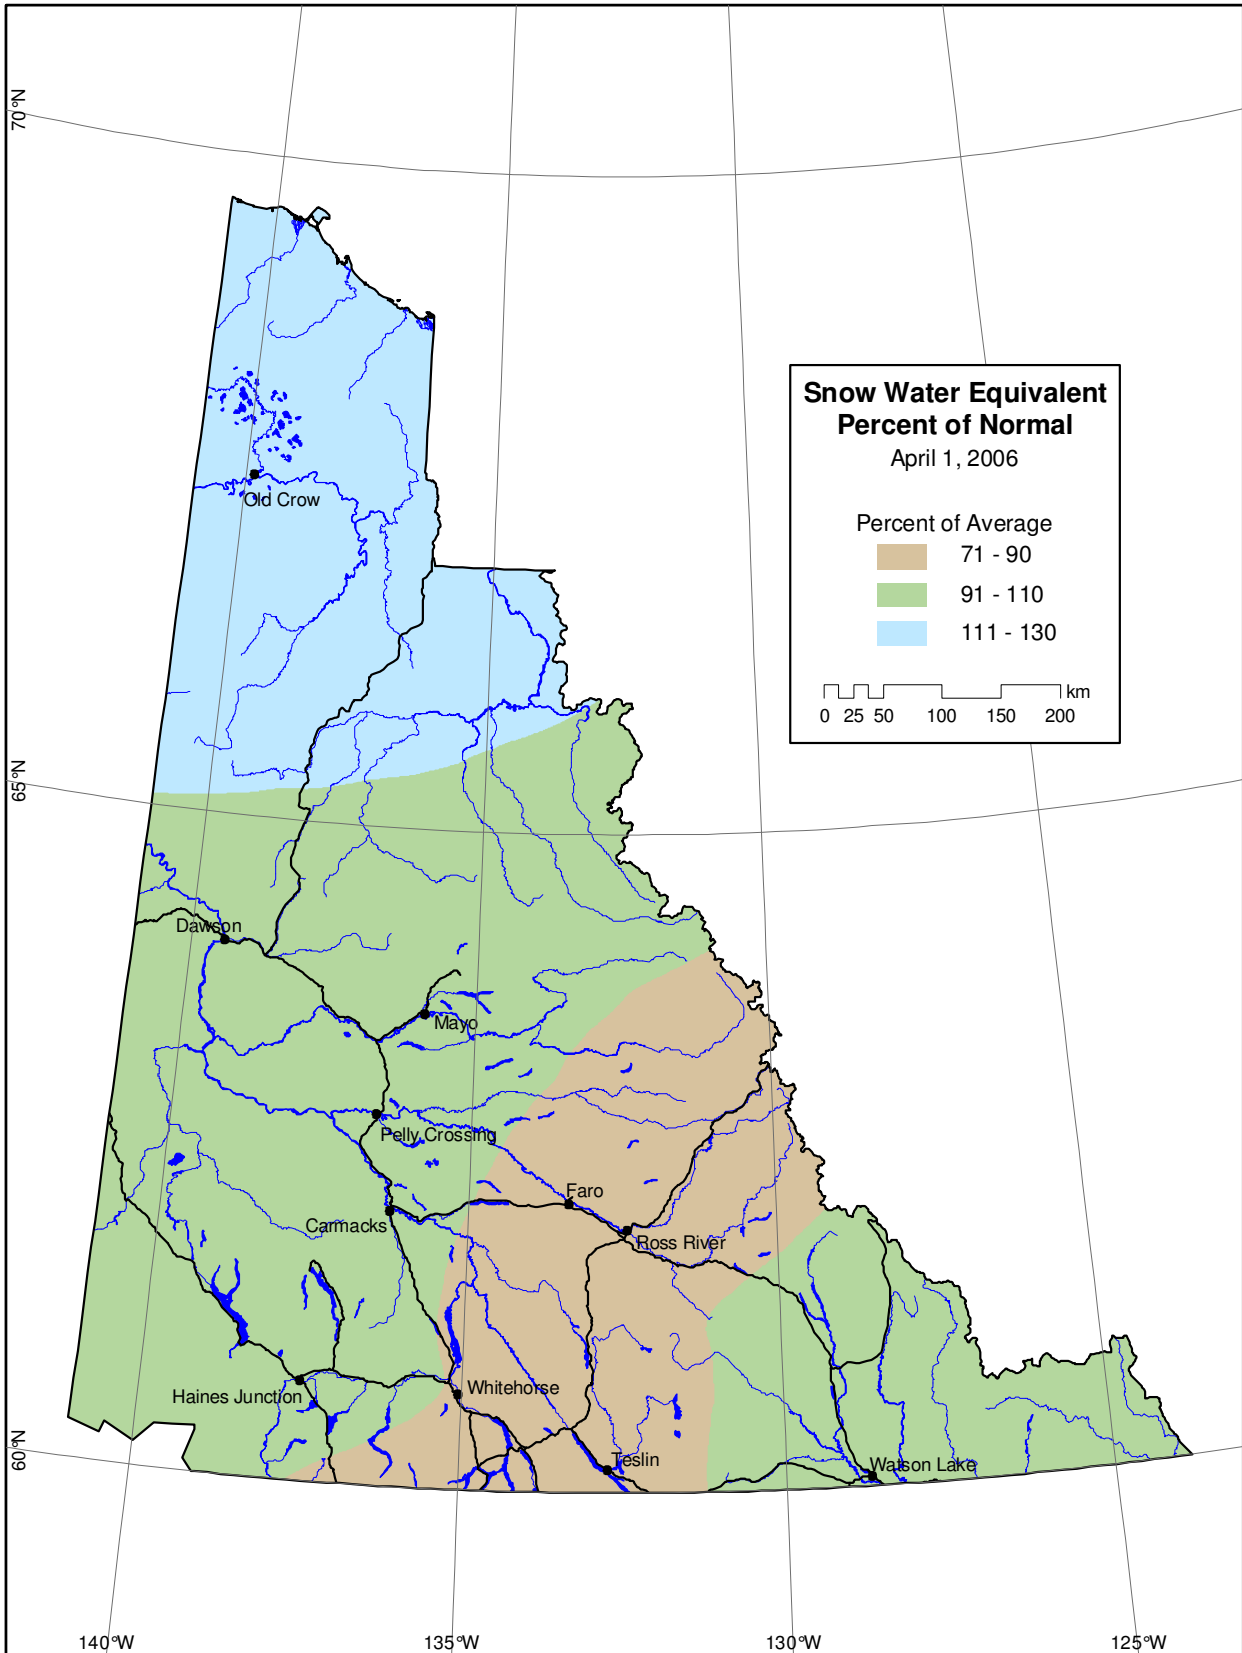 70°N
Snow Water Equivalent
Percent of Normal
April 1, 2006
Percent of Average
71 - 90
91 - 110
111 - 130
km
0 25 50 100 150 200
Old Crow
65°N
Dawson
Mayo
Pelly Crossing
Faro
Carmacks
Ross River
Haines Junction
Whitehorse
60°N
Teslin
Watson Lake
140°W
135°W
130°W
125°W